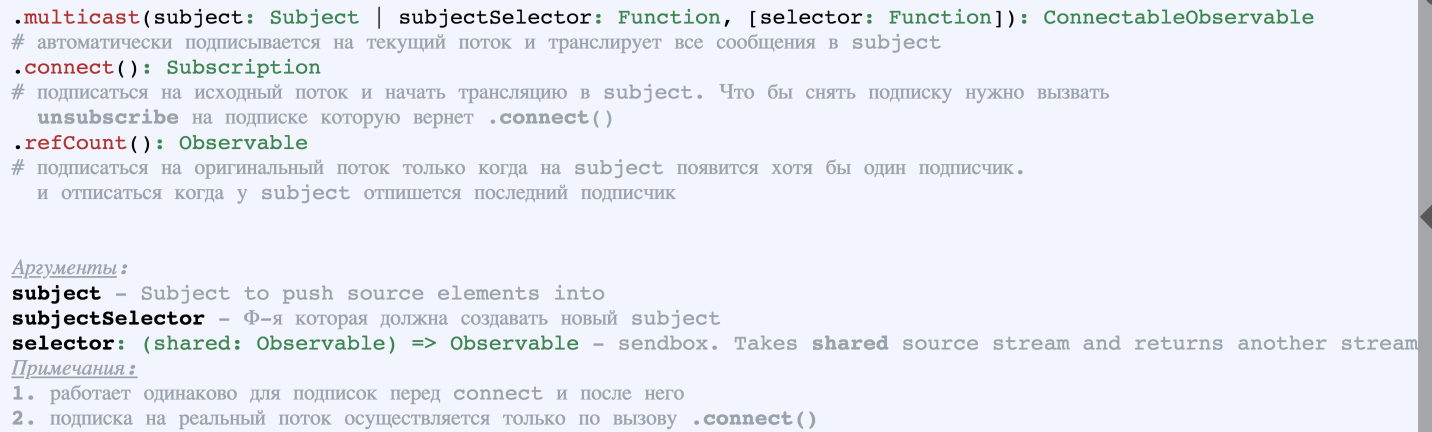 .multicast(subject: Subject | subjectSelector: Function, [selector: Function]): ConnectableObservable
# автоматически подписывается на текущий поток и транслирует все сообщения в subject
.connect(): Subscription
# подписаться на исходный поток и начать трансляцию в subject. Что бы снять подписку нужно вызвать
unsubscribe на подписке которую вернет .connect()
.refCount(): Observable
# подписаться на оригинальный поток только когда на subject появится хотя бы один подписчик.
и отписаться когда у subject отпишется последний подписчик
Аргументы:
subject – Subject to push source elements into
subjectSelector – Ф–я которая должна создавать новый subject
selector: (shared: Observable) => Observable – sendbox. Takes shared source stream and returns another stream
Примечания:
1. работает одинаково для подписок перед connect и после него
2. подписка на реальный поток осуществляется только по вызову .connect()